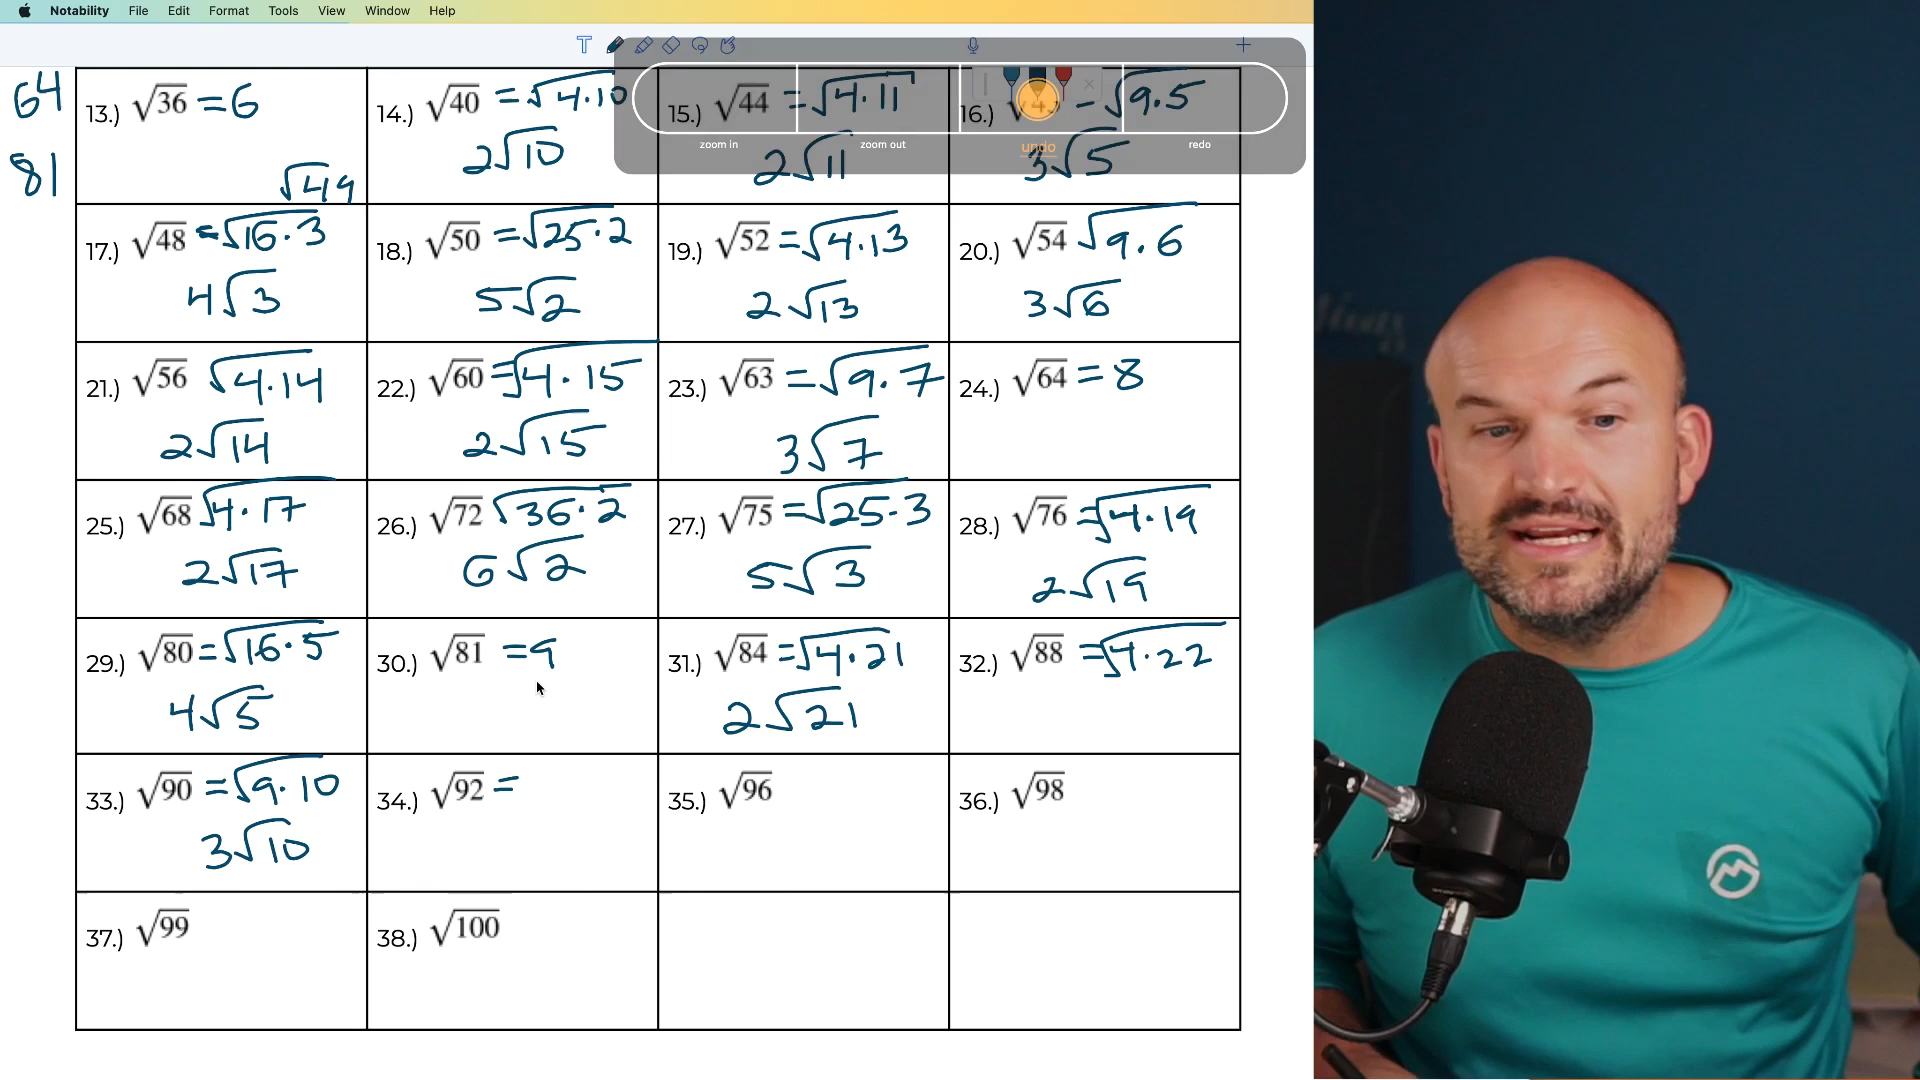 Notability File Edit Format Tools View Window Help
zoom in zoom out undo redo
64
81
13.) √36 = 6
√49
14.) √40 = √4·10
2√10
15.) √44 = √4·11
2√11
16.) √45 = √9·5
3√5
17.) √48 = √16·3
4√3
18.) √50 = √25·2
5√2
19.) √52 = √4·13
2√13
20.) √54 √9·6
3√6
21.) √56 √4·14
2√14
22.) √60 = √4·15
2√15
23.) √63 = √9·7
3√7
24.) √64 = 8
25.) √68 √4·17
2√17
26.) √72 √36·2
6√2
27.) √75 = √25·3
5√3
28.) √76 = √4·19
2√19
29.) √80 = √16·5
4√5
30.) √81 = 9
31.) √84 = √4·21
2√21
32.) √88 = √4·22
33.) √90 = √9·10
3√10
34.) √92 =
35.) √96
36.) √98
37.) √99
38.) √100